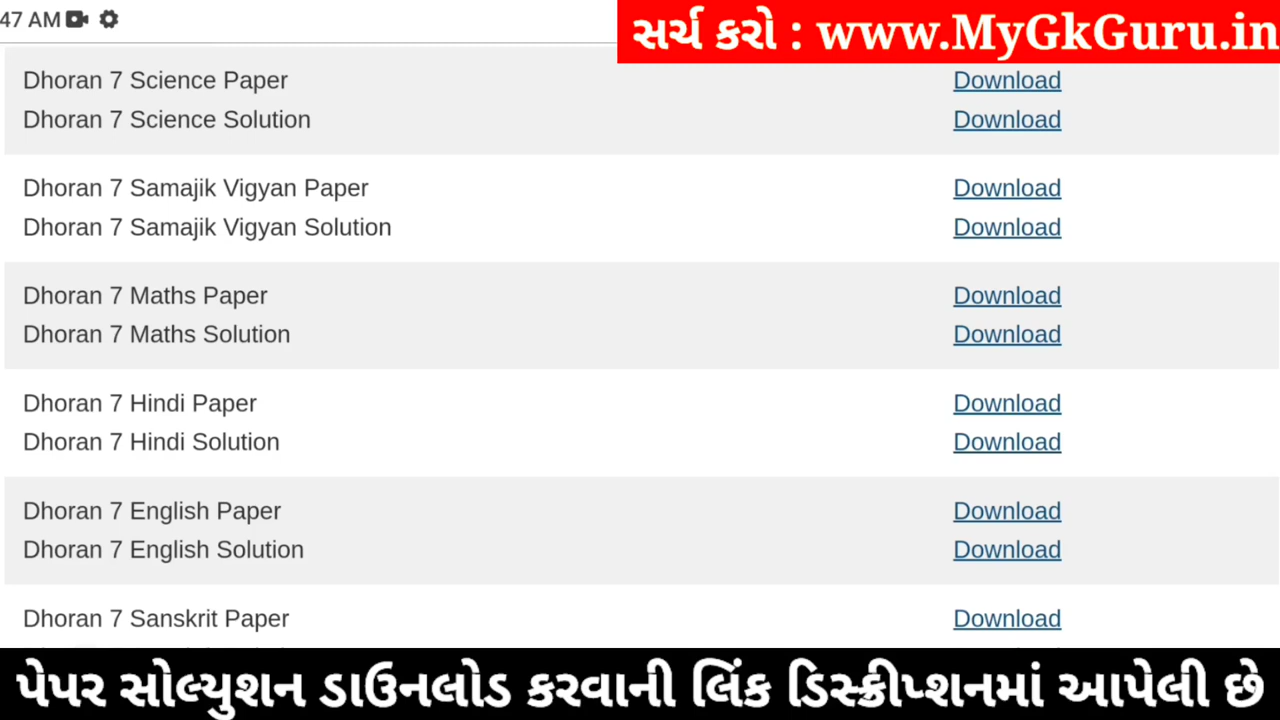 47 AM
સર્ચ કરો : www.MyGkGuru.in
Dhoran 7 Science Paper Download
Dhoran 7 Science Solution Download
Dhoran 7 Samajik Vigyan Paper Download
Dhoran 7 Samajik Vigyan Solution Download
Dhoran 7 Maths Paper Download
Dhoran 7 Maths Solution Download
Dhoran 7 Hindi Paper Download
Dhoran 7 Hindi Solution Download
Dhoran 7 English Paper Download
Dhoran 7 English Solution Download
Dhoran 7 Sanskrit Paper Download
પેપર સોલ્યુશન ડાઉનલોડ કરવાની લિંક ડિસ્ક્રીપ્શનમાં આપેલી છે